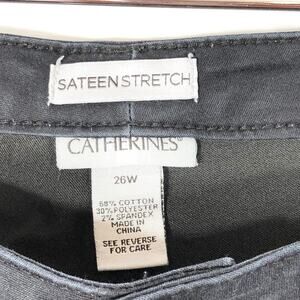 SATEEN STRETCH
CATHERINES®
26W
68% COTTON
30% POLYESTER
2% SPANDEX
MADE IN
CHINA
SEE REVERSE
FOR CARE